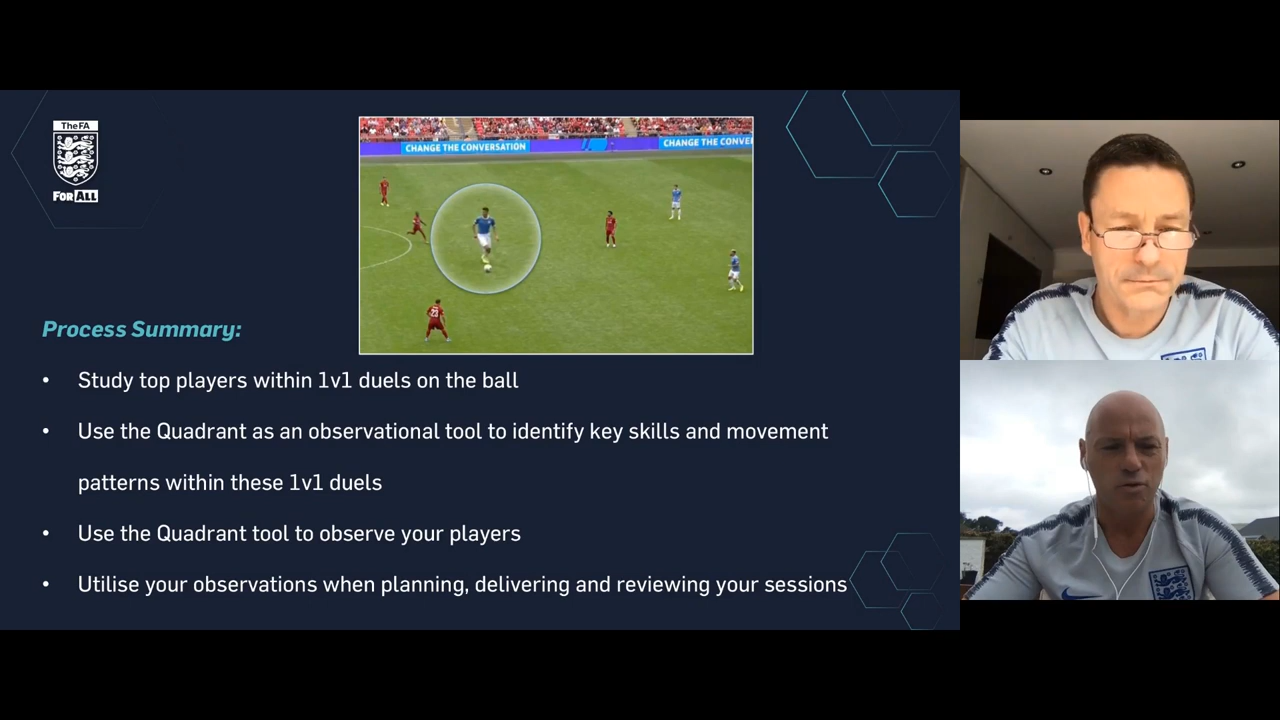 TheFA
FOR ALL
CHANGE THE CONVERSATION
CHANGE THE CONVE
23
Process Summary:
• Study top players within 1v1 duels on the ball
• Use the Quadrant as an observational tool to identify key skills and movement
patterns within these 1v1 duels
• Use the Quadrant tool to observe your players
• Utilise your observations when planning, delivering and reviewing your sessions